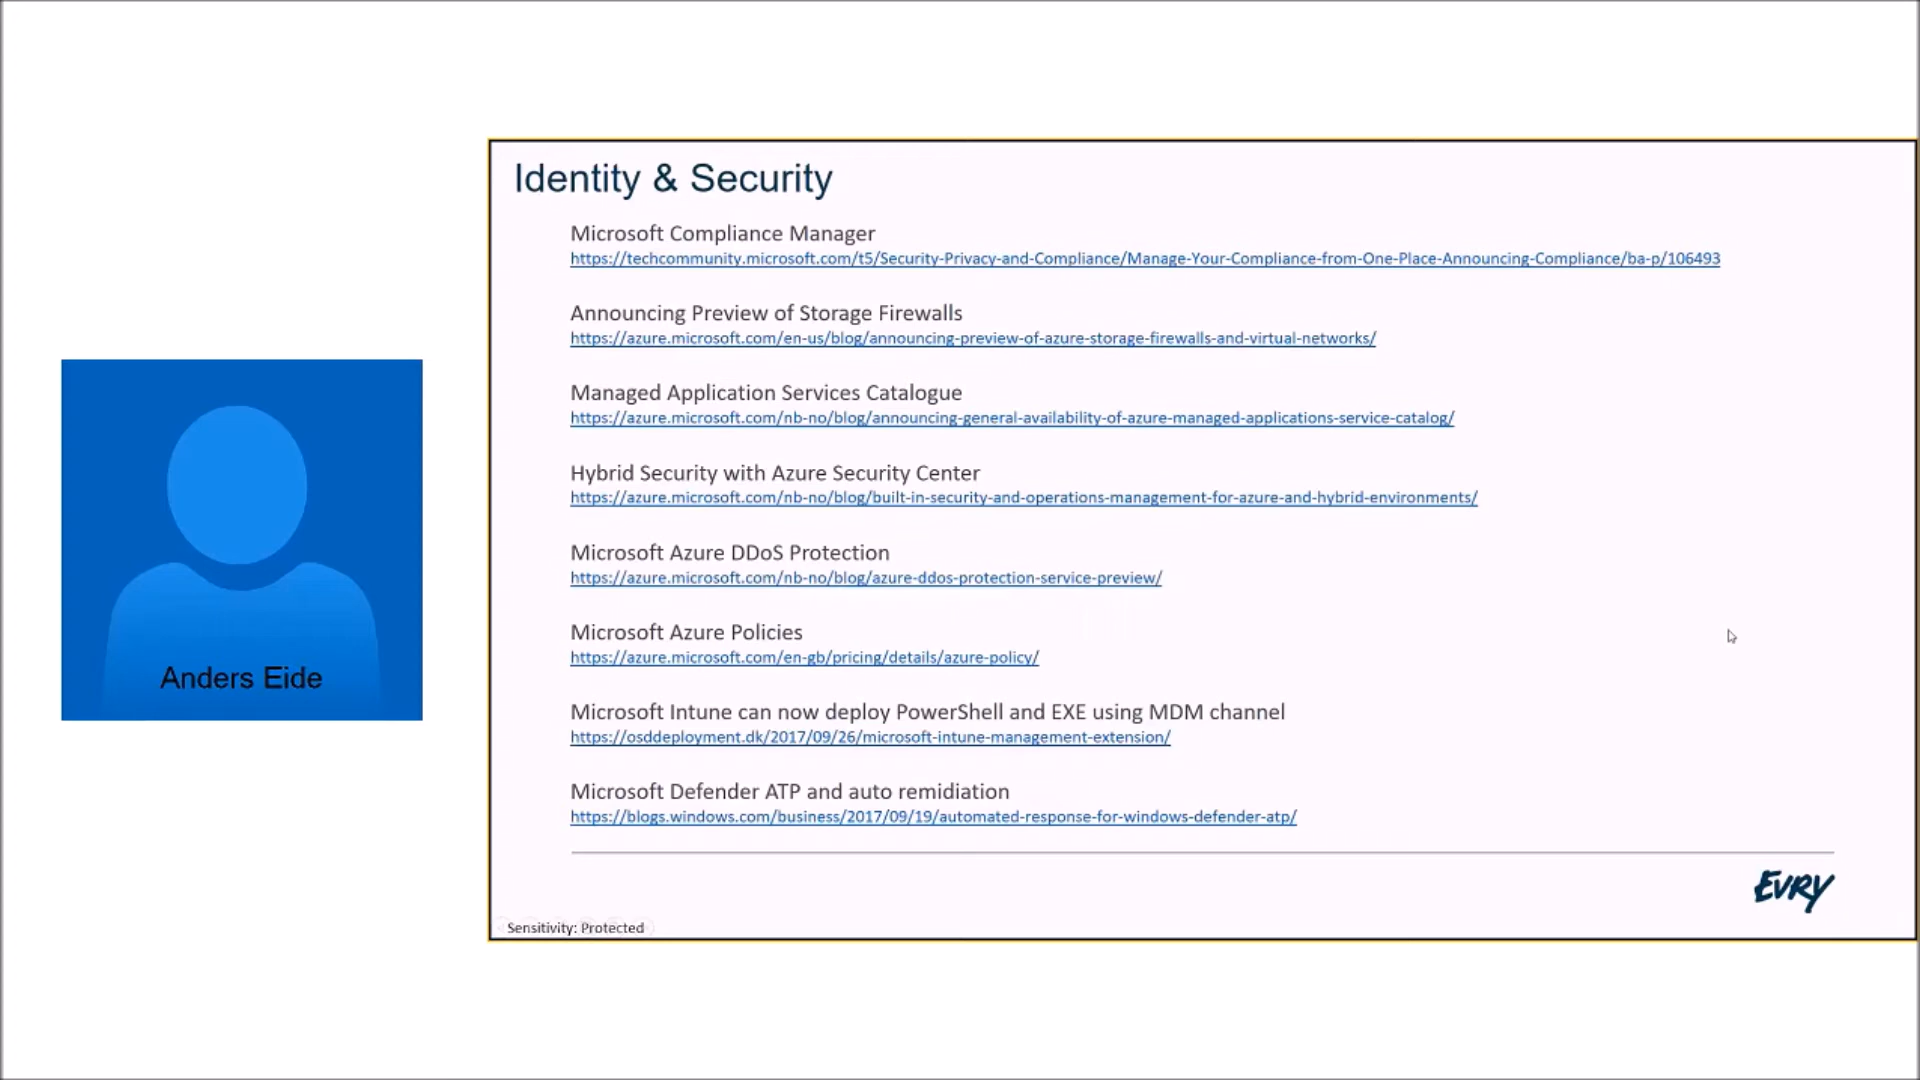 Identity & Security
Microsoft Compliance Manager
https://techcommunity.microsoft.com/t5/Security-Privacy-and-Compliance/Manage-Your-Compliance-from-One-Place-Announcing-Compliance/ba-p/106493
Announcing Preview of Storage Firewalls
https://azure.microsoft.com/en-us/blog/announcing-preview-of-azure-storage-firewalls-and-virtual-networks/
Managed Application Services Catalogue
https://azure.microsoft.com/nb-no/blog/announcing-general-availability-of-azure-managed-applications-service-catalog/
Hybrid Security with Azure Security Center
https://azure.microsoft.com/nb-no/blog/built-in-security-and-operations-management-for-azure-and-hybrid-environments/
Microsoft Azure DDoS Protection
https://azure.microsoft.com/nb-no/blog/azure-ddos-protection-service-preview/
Microsoft Azure Policies
https://azure.microsoft.com/en-gb/pricing/details/azure-policy/
Microsoft Intune can now deploy PowerShell and EXE using MDM channel
https://osddeployment.dk/2017/09/26/microsoft-intune-management-extension/
Microsoft Defender ATP and auto remidiation
https://blogs.windows.com/business/2017/09/19/automated-response-for-windows-defender-atp/
EVRY
Sensitivity: Protected
Anders Eide